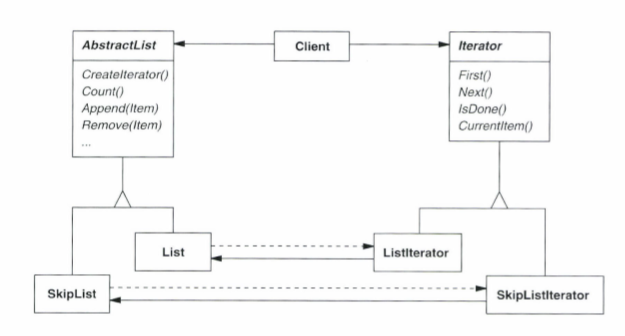 AbstractList
CreateIterator()
Count()
Append(Item)
Remove(Item)
...
Client
Iterator
First()
Next()
IsDone()
CurrentItem()
List
ListIterator
SkipList
SkipListIterator